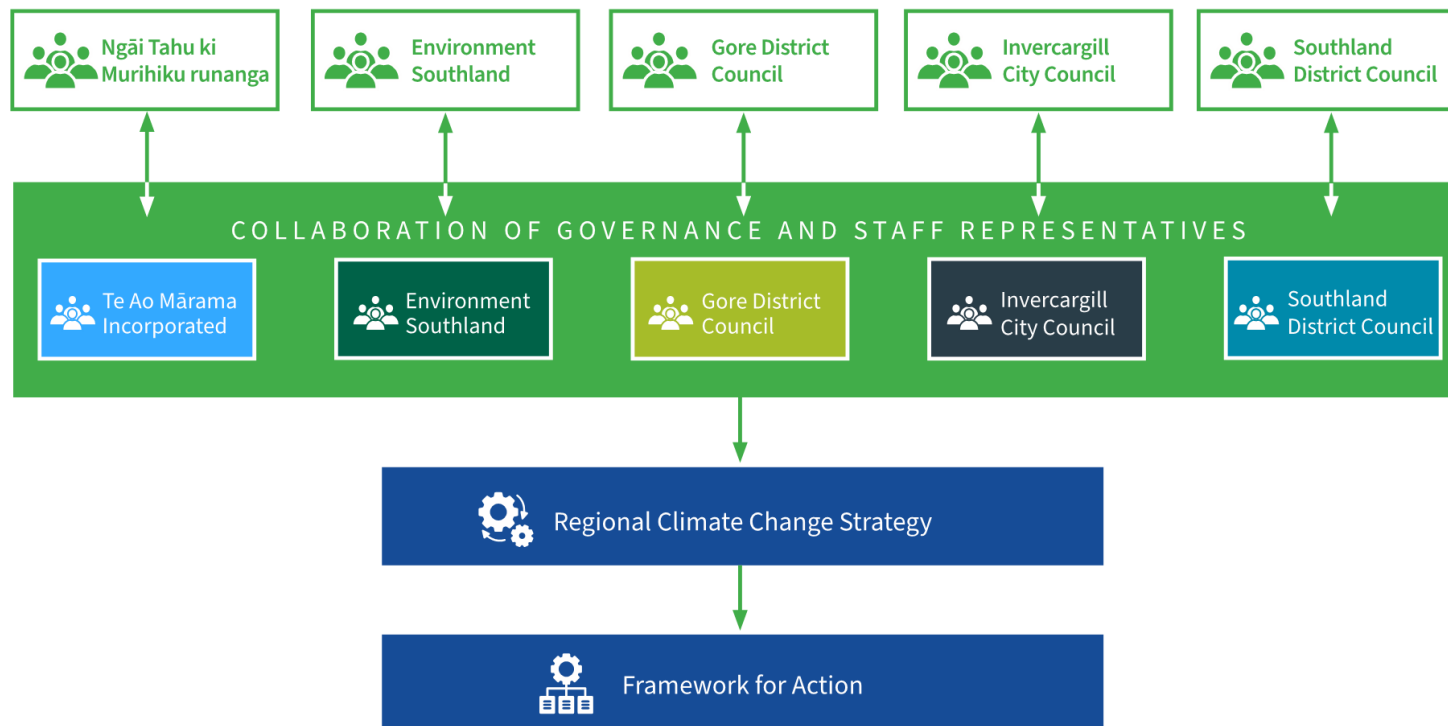 Ngāi Tahu ki
Murihiku runanga
Environment
Southland
Gore District
Council
Invercargill
City Council
Southland
District Council
COLLABORATION OF GOVERNANCE AND STAFF REPRESENTATIVES
Te Ao Mārama
Incorporated
Environment
Southland
Gore District
Council
Invercargill
City Council
Southland
District Council
Regional Climate Change Strategy
Framework for Action